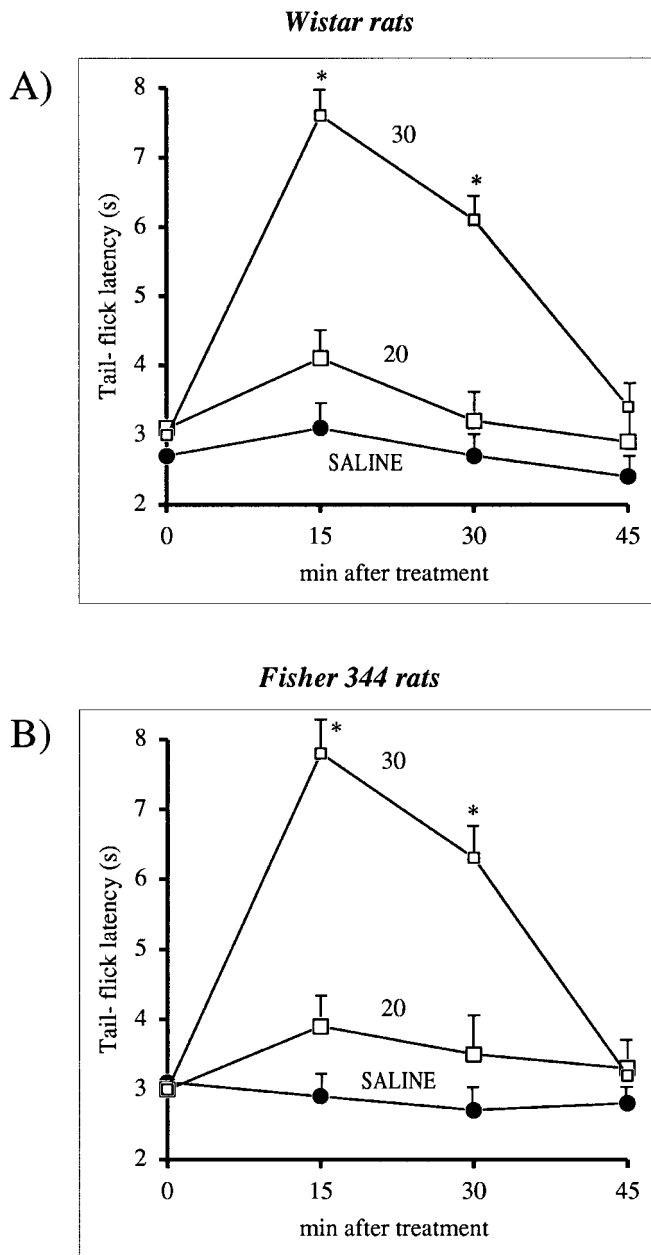 Wistar rats
A)
8
7
6
5
4
3
2
Tail- flick latency (s)
*
30
*
20
SALINE
0 15 30 45
min after treatment
Fisher 344 rats
B)
8
7
6
5
4
3
2
Tail- flick latency (s)
*
30
*
20
SALINE
0 15 30 45
min after treatment